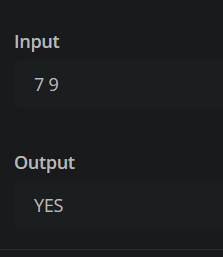 Input
7 9
Output
YES